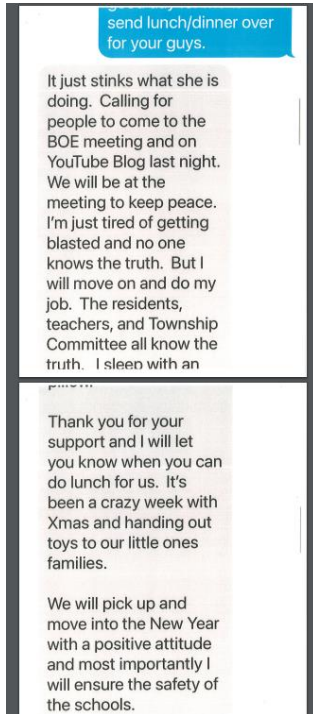 send lunch/dinner over
for your guys.
It just stinks what she is
doing.  Calling for
people to come to the
BOE meeting and on
YouTube Blog last night.
We will be at the
meeting to keep peace.
I'm just tired of getting
blasted and no one
knows the truth.  But I
will move on and do my
job.  The residents,
teachers, and Township
Committee all know the
truth.  I sleep with an
Thank you for your
support and I will let
you know when you can
do lunch for us.  It's
been a crazy week with
Xmas and handing out
toys to our little ones
families.
We will pick up and
move into the New Year
with a positive attitude
and most importantly I
will ensure the safety of
the schools.